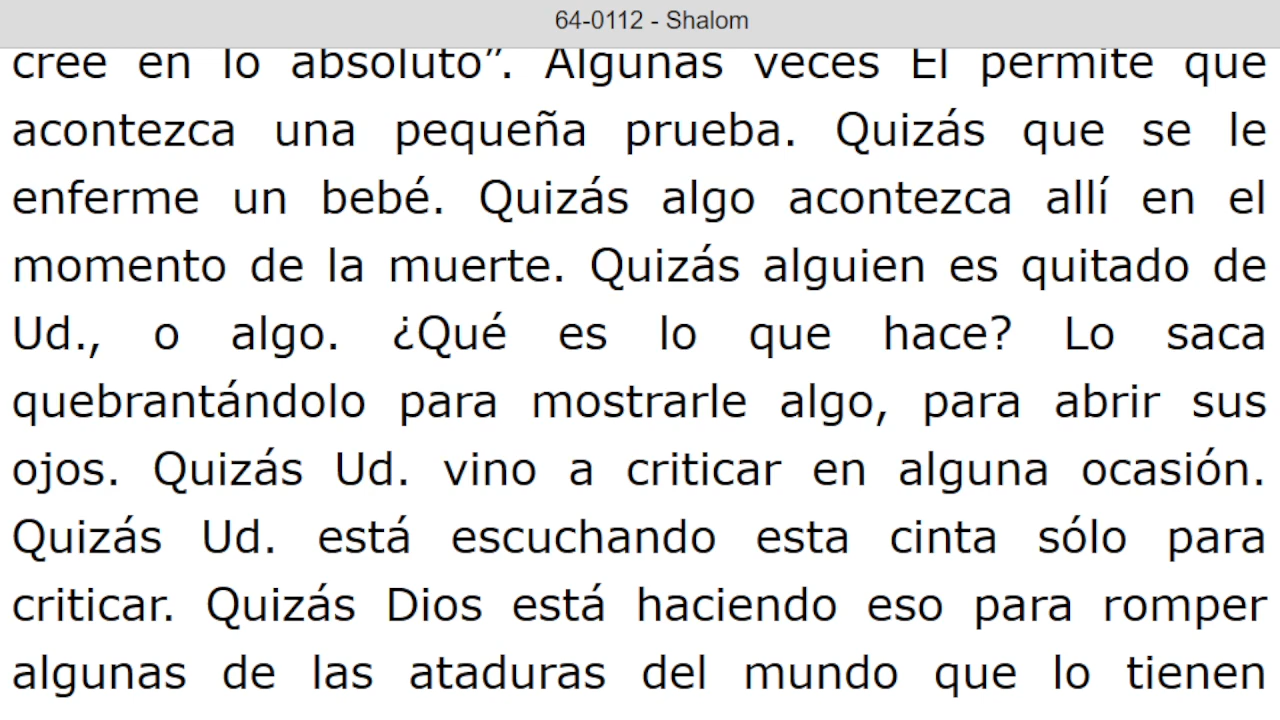 64-0112 - Shalom
cree en lo absoluto”. Algunas veces El permite que
acontezca una pequeña prueba. Quizás que se le
enferme un bebé. Quizás algo acontezca allí en el
momento de la muerte. Quizás alguien es quitado de
Ud., o algo. ¿Qué es lo que hace? Lo saca
quebrantándolo para mostrarle algo, para abrir sus
ojos. Quizás Ud. vino a criticar en alguna ocasión.
Quizás Ud. está escuchando esta cinta sólo para
criticar. Quizás Dios está haciendo eso para romper
algunas de las ataduras del mundo que lo tienen